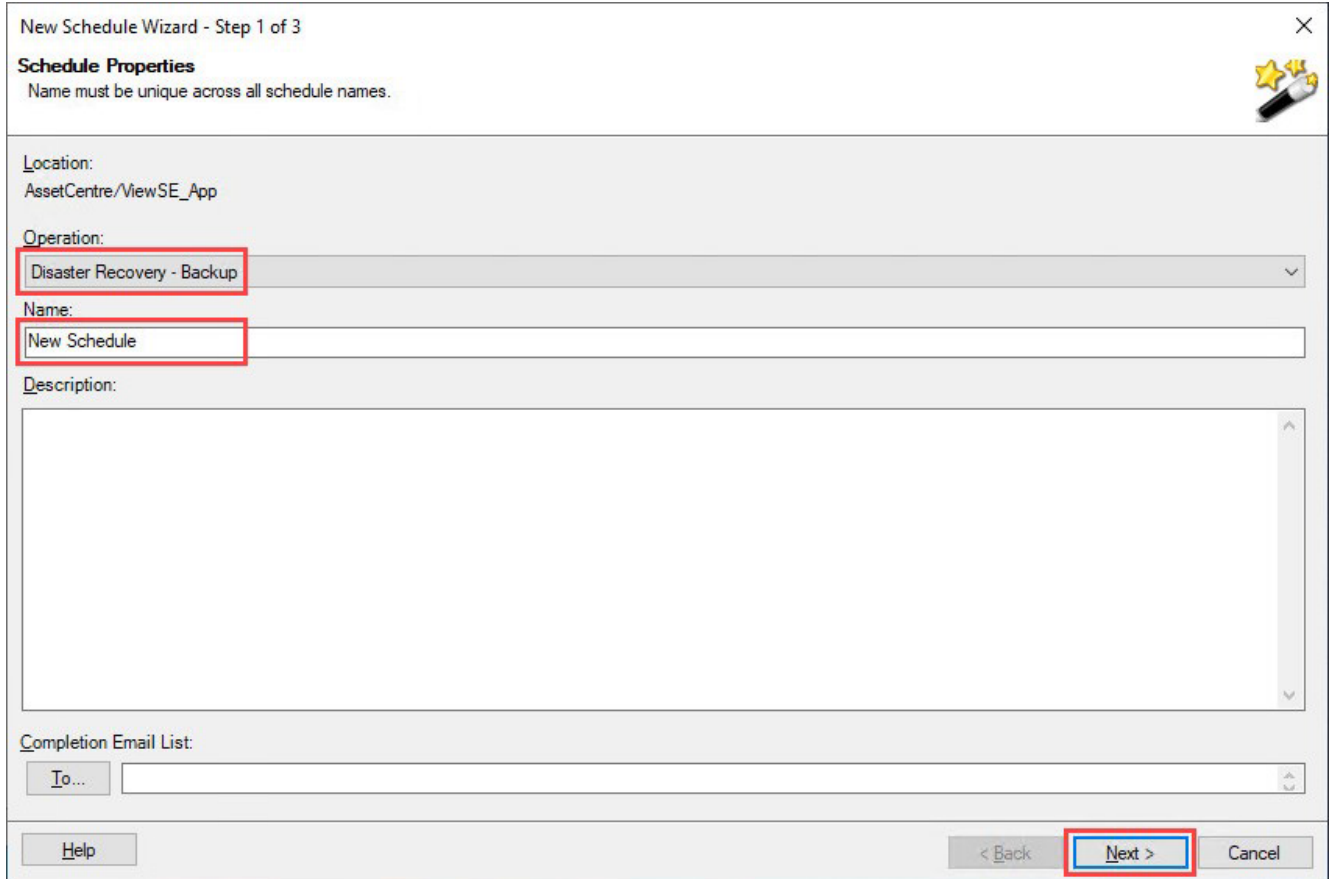 New Schedule Wizard - Step 1 of 3
Schedule Properties
Name must be unique across all schedule names.
Location:
AssetCentre/ViewSE_App
Operation:
Disaster Recovery - Backup
Name:
New Schedule
Description:
Completion Email List:
To...
Help
< Back
Next >
Cancel